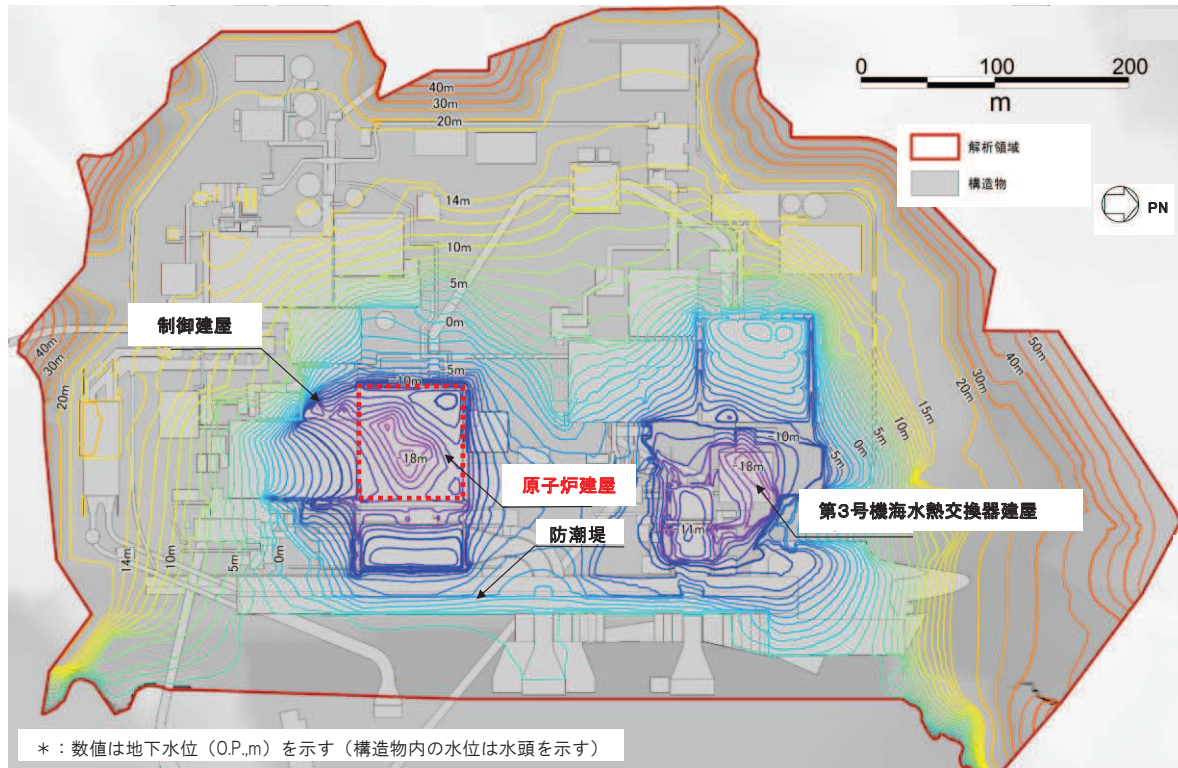 0 100 200
m
解析領域
構造物
PN
40m
30m
20m
14m
10m
5m
0m
-5m
-10m
制御建屋
40m
30m
20m
50m
40m
30m
20m
15m
10m
5m
0m
-5m
-10m
-18m
-18m
原子炉建屋
第3号機海水熱交換器建屋
防潮堤
-11m
14m
10m
5m
0m
＊：数値は地下水位（O.P.,m）を示す（構造物内の水位は水頭を示す）